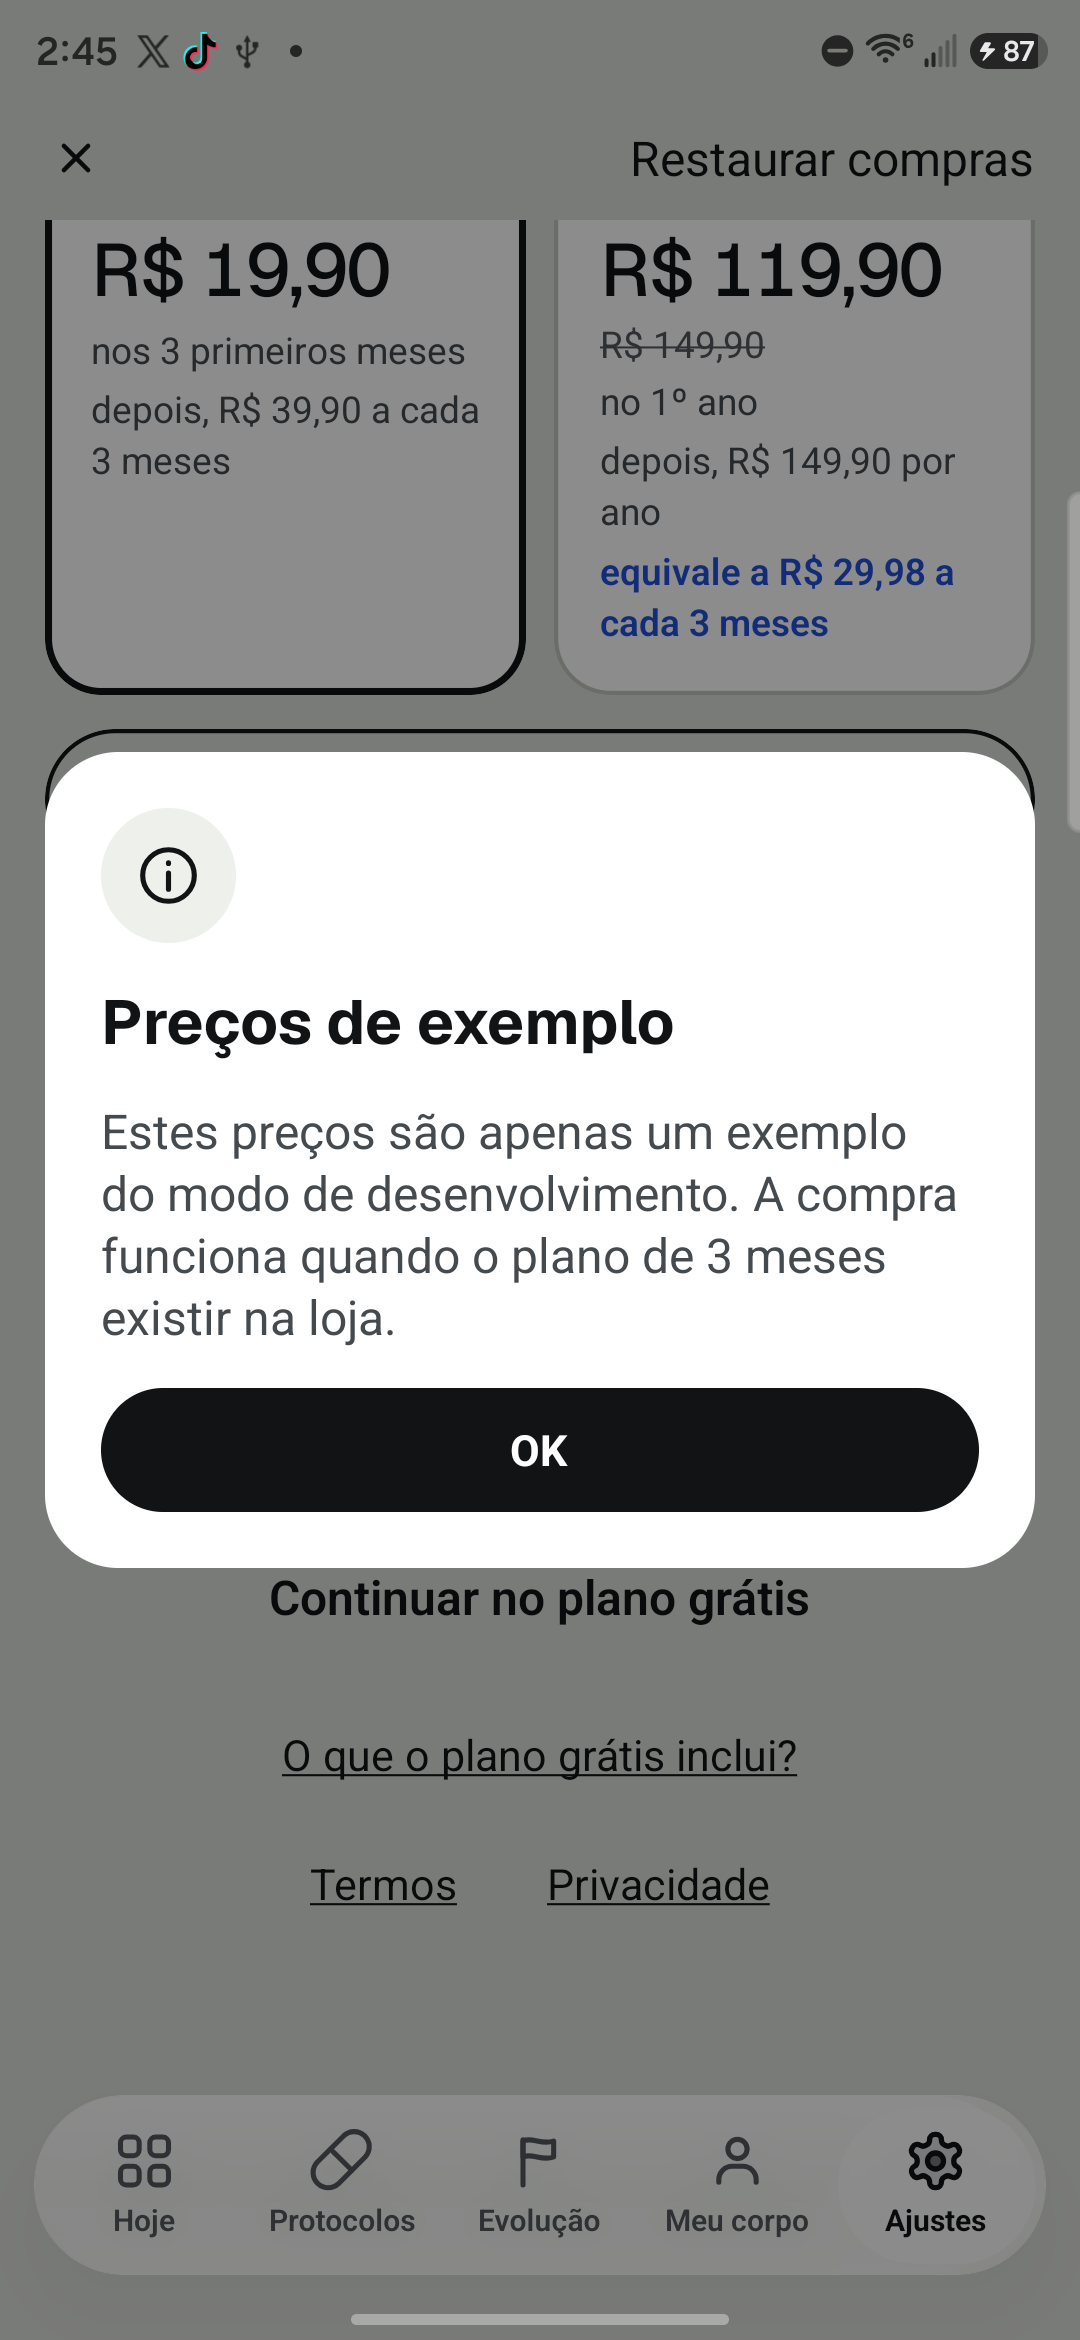 2:45
6
87
Restaurar compras
R$ 19,90
nos 3 primeiros meses
depois, R$ 39,90 a cada
3 meses
R$ 119,90
R$ 149,90
no 1º ano
depois, R$ 149,90 por
ano
equivale a R$ 29,98 a
cada 3 meses
Preços de exemplo
Estes preços são apenas um exemplo
do modo de desenvolvimento. A compra
funciona quando o plano de 3 meses
existir na loja.
OK
Continuar no plano grátis
O que o plano grátis inclui?
Termos
Privacidade
Hoje
Protocolos
Evolução
Meu corpo
Ajustes